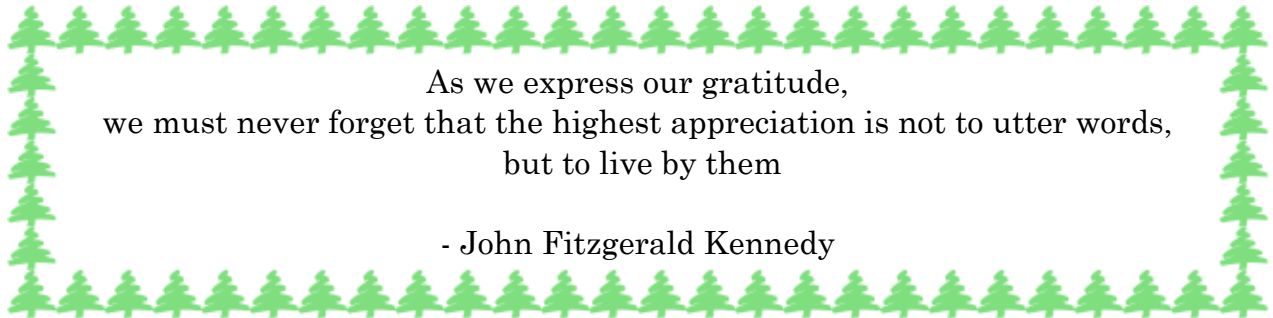 As we express our gratitude,
we must never forget that the highest appreciation is not to utter words,
but to live by them
- John Fitzgerald Kennedy